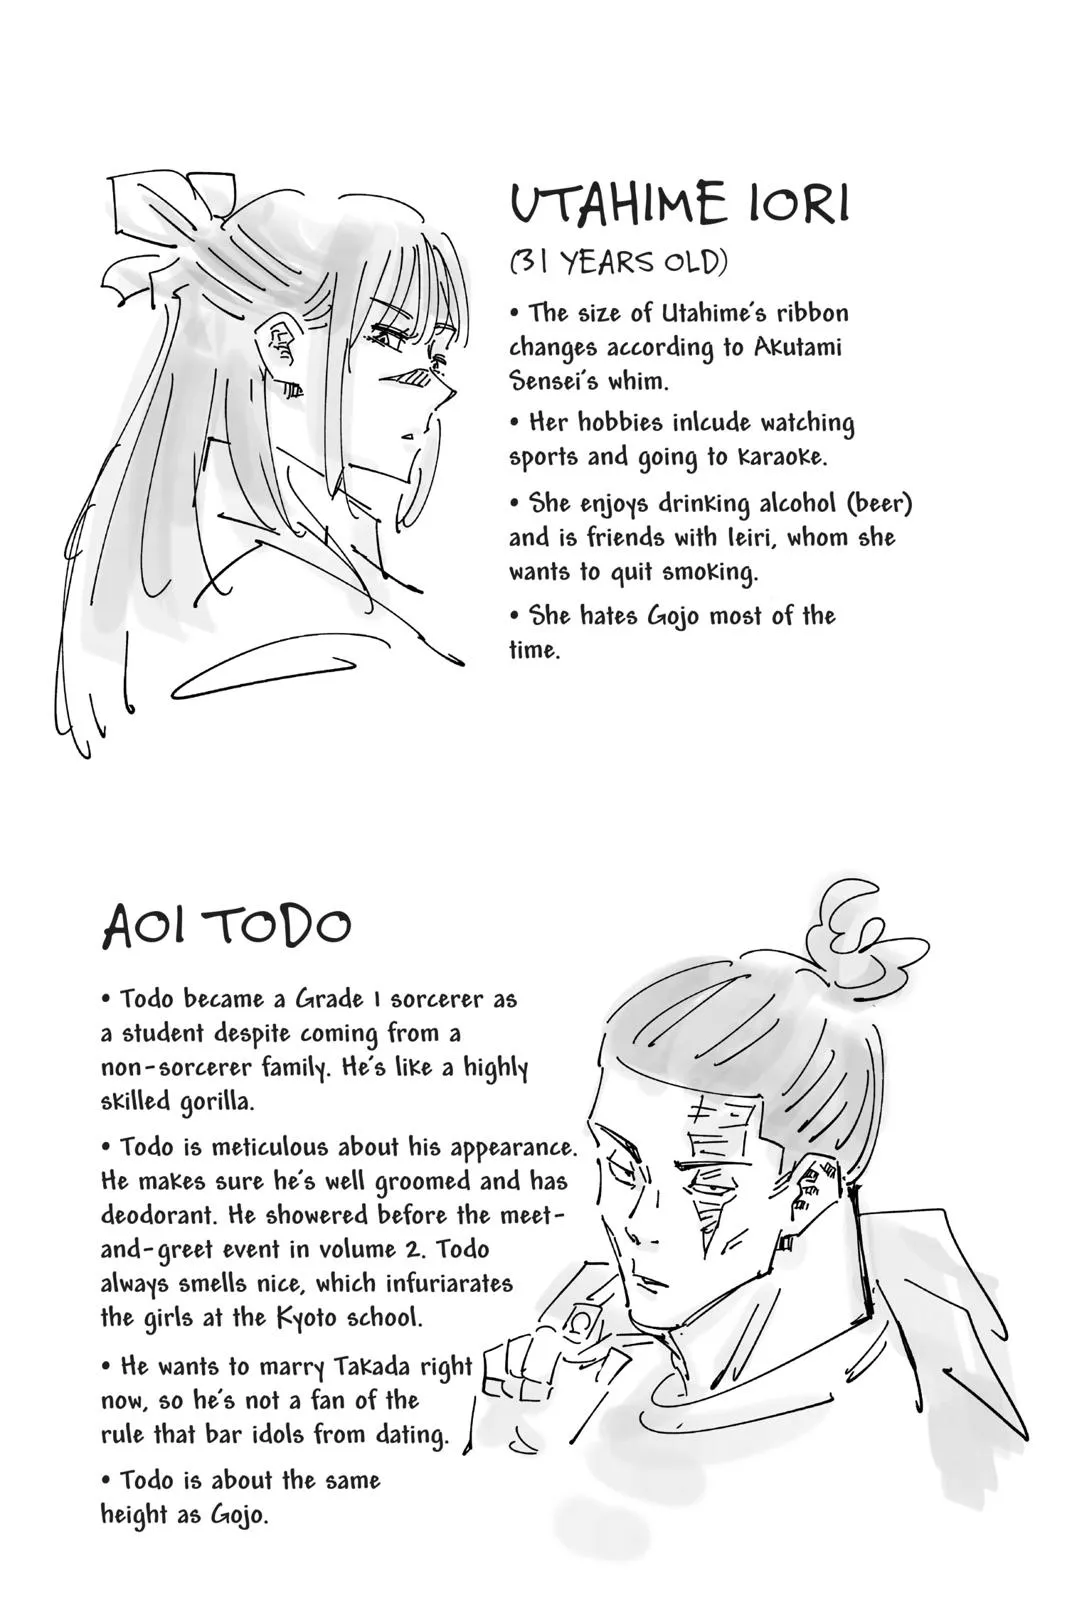 UTAHIME IORI
(31 YEARS OLD)
• The size of Utahime's ribbon
changes according to Akutami
Sensei's whim.
• Her hobbies inlcude watching
sports and going to karaoke.
• She enjoys drinking alcohol (beer)
and is friends with Ieiri, whom she
wants to quit smoking.
• She hates Gojo most of the
time.
AOI TODO
• Todo became a Grade 1 sorcerer as
a student despite coming from a
non-sorcerer family. He's like a highly
skilled gorilla.
• Todo is meticulous about his appearance.
He makes sure he's well groomed and has
deodorant. He showered before the meet-
and-greet event in volume 2. Todo
always smells nice, which infuriarates
the girls at the Kyoto school.
• He wants to marry Takada right
now, so he's not a fan of the
rule that bar idols from dating.
• Todo is about the same
height as Gojo.